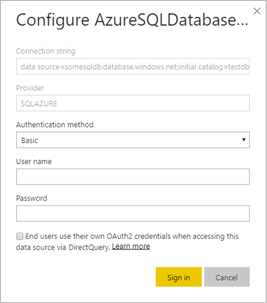 Configure AzureSQLDatabase...
Connection string
data source=somesqldb.database.windows.net;initial catalog=testdb
Provider
SQLAZURE
Authentication method
Basic
User name
Password
End users use their own OAuth2 credentials when accessing this
data source via DirectQuery. Learn more
Sign in
Cancel